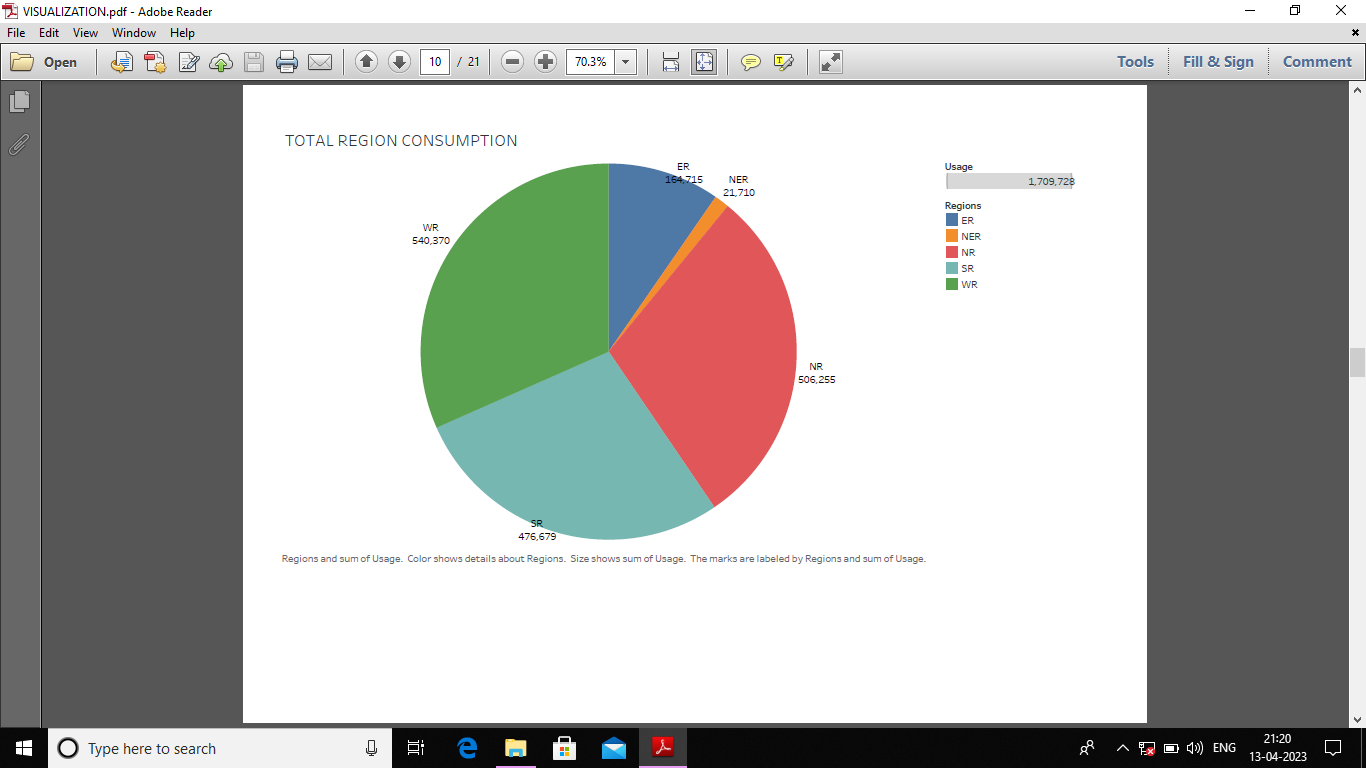 VISUALIZATION.pdf - Adobe Reader
File Edit View Window Help
Open 10 / 21 70.3% Tools Fill & Sign Comment
TOTAL REGION CONSUMPTION
ER
164,715
NER
21,710
WR
540,370
NR
506,255
SR
476,679
Usage
1,709,728
Regions
ER
NER
NR
SR
WR
Regions and sum of Usage. Color shows details about Regions. Size shows sum of Usage. The marks are labeled by Regions and sum of Usage.
Type here to search
ENG
21:20
13-04-2023